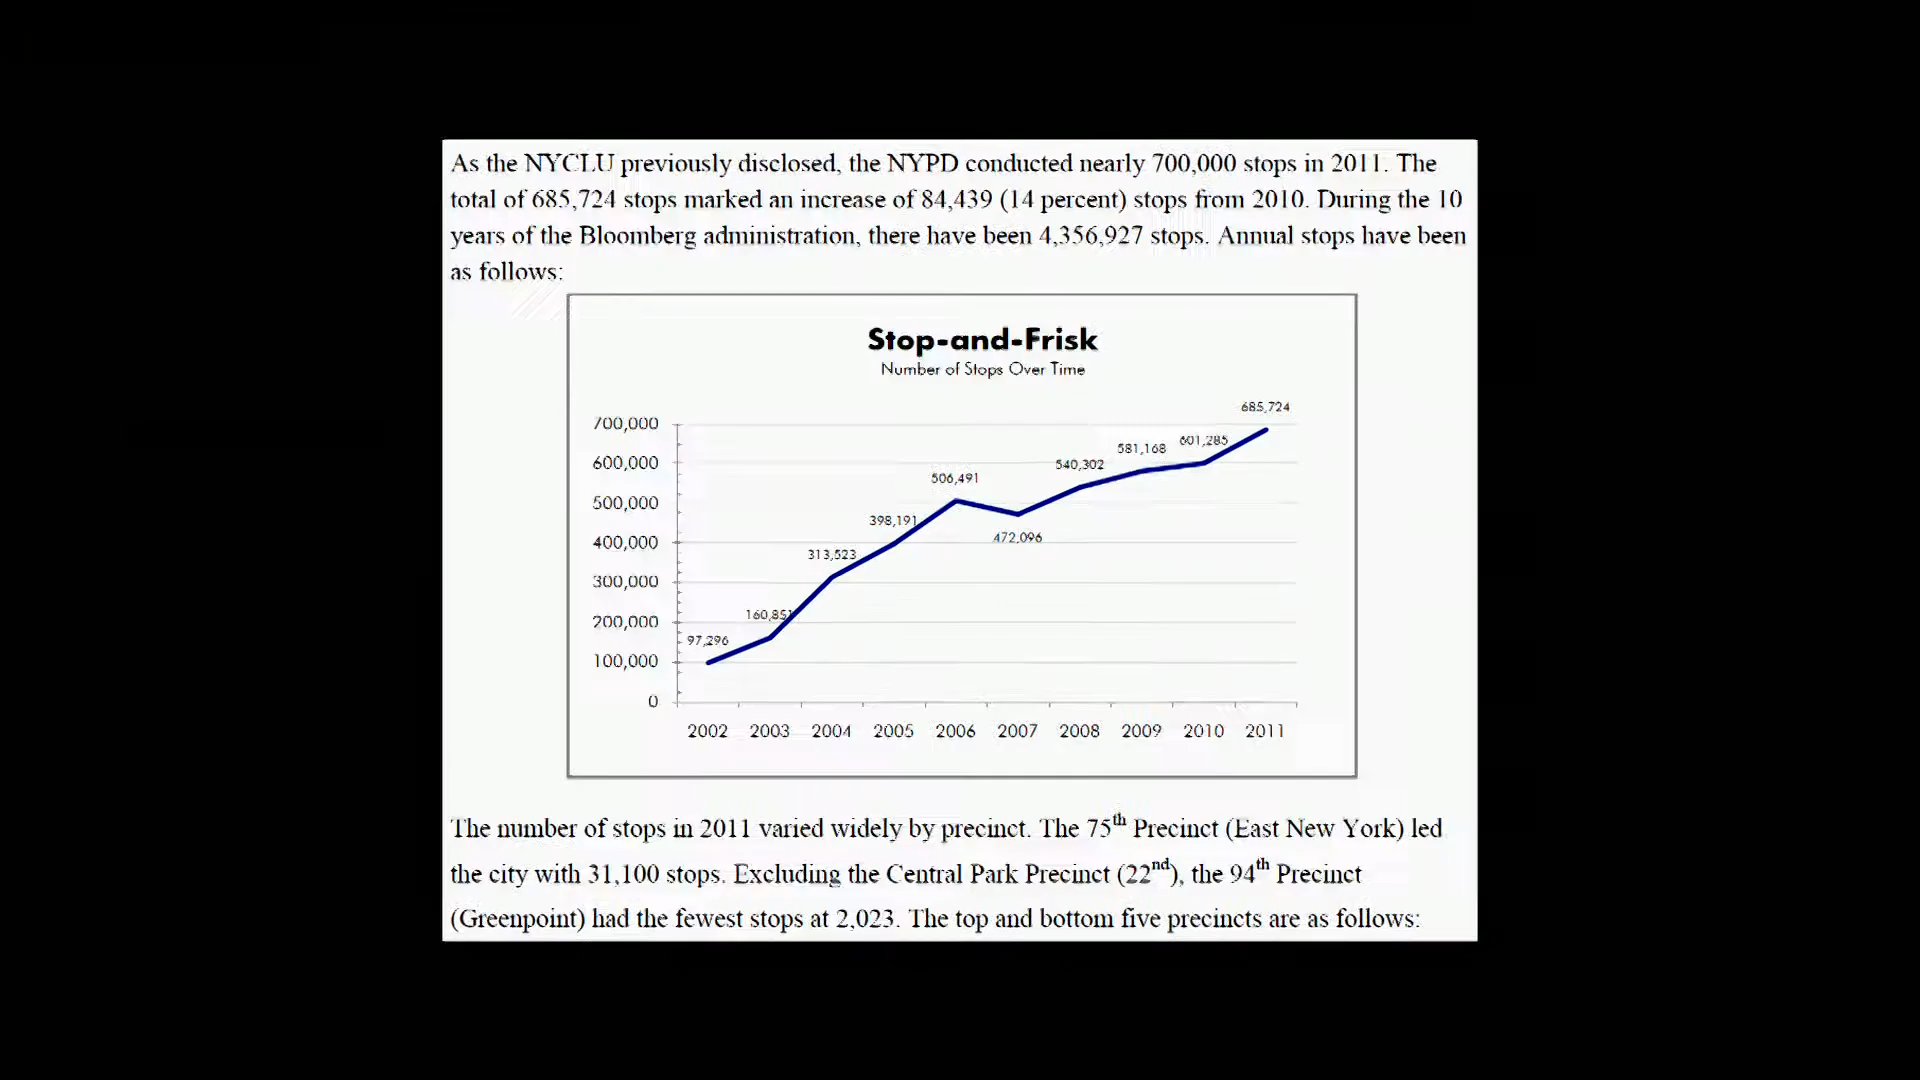 As the NYCLU previously disclosed, the NYPD conducted nearly 700,000 stops in 2011. The
total of 685,724 stops marked an increase of 84,439 (14 percent) stops from 2010. During the 10
years of the Bloomberg administration, there have been 4,356,927 stops. Annual stops have been
as follows:
Stop-and-Frisk
Number of Stops Over Time
685,724
700,000
601,285
581,168
600,000
540,302
506,491
500,000
398,191
472,096
400,000
313,523
300,000
160,851
200,000
97,296
100,000
0
2002 2003 2004 2005 2006 2007 2008 2009 2010 2011
The number of stops in 2011 varied widely by precinct. The 75th Precinct (East New York) led
the city with 31,100 stops. Excluding the Central Park Precinct (22nd), the 94th Precinct
(Greenpoint) had the fewest stops at 2,023. The top and bottom five precincts are as follows: